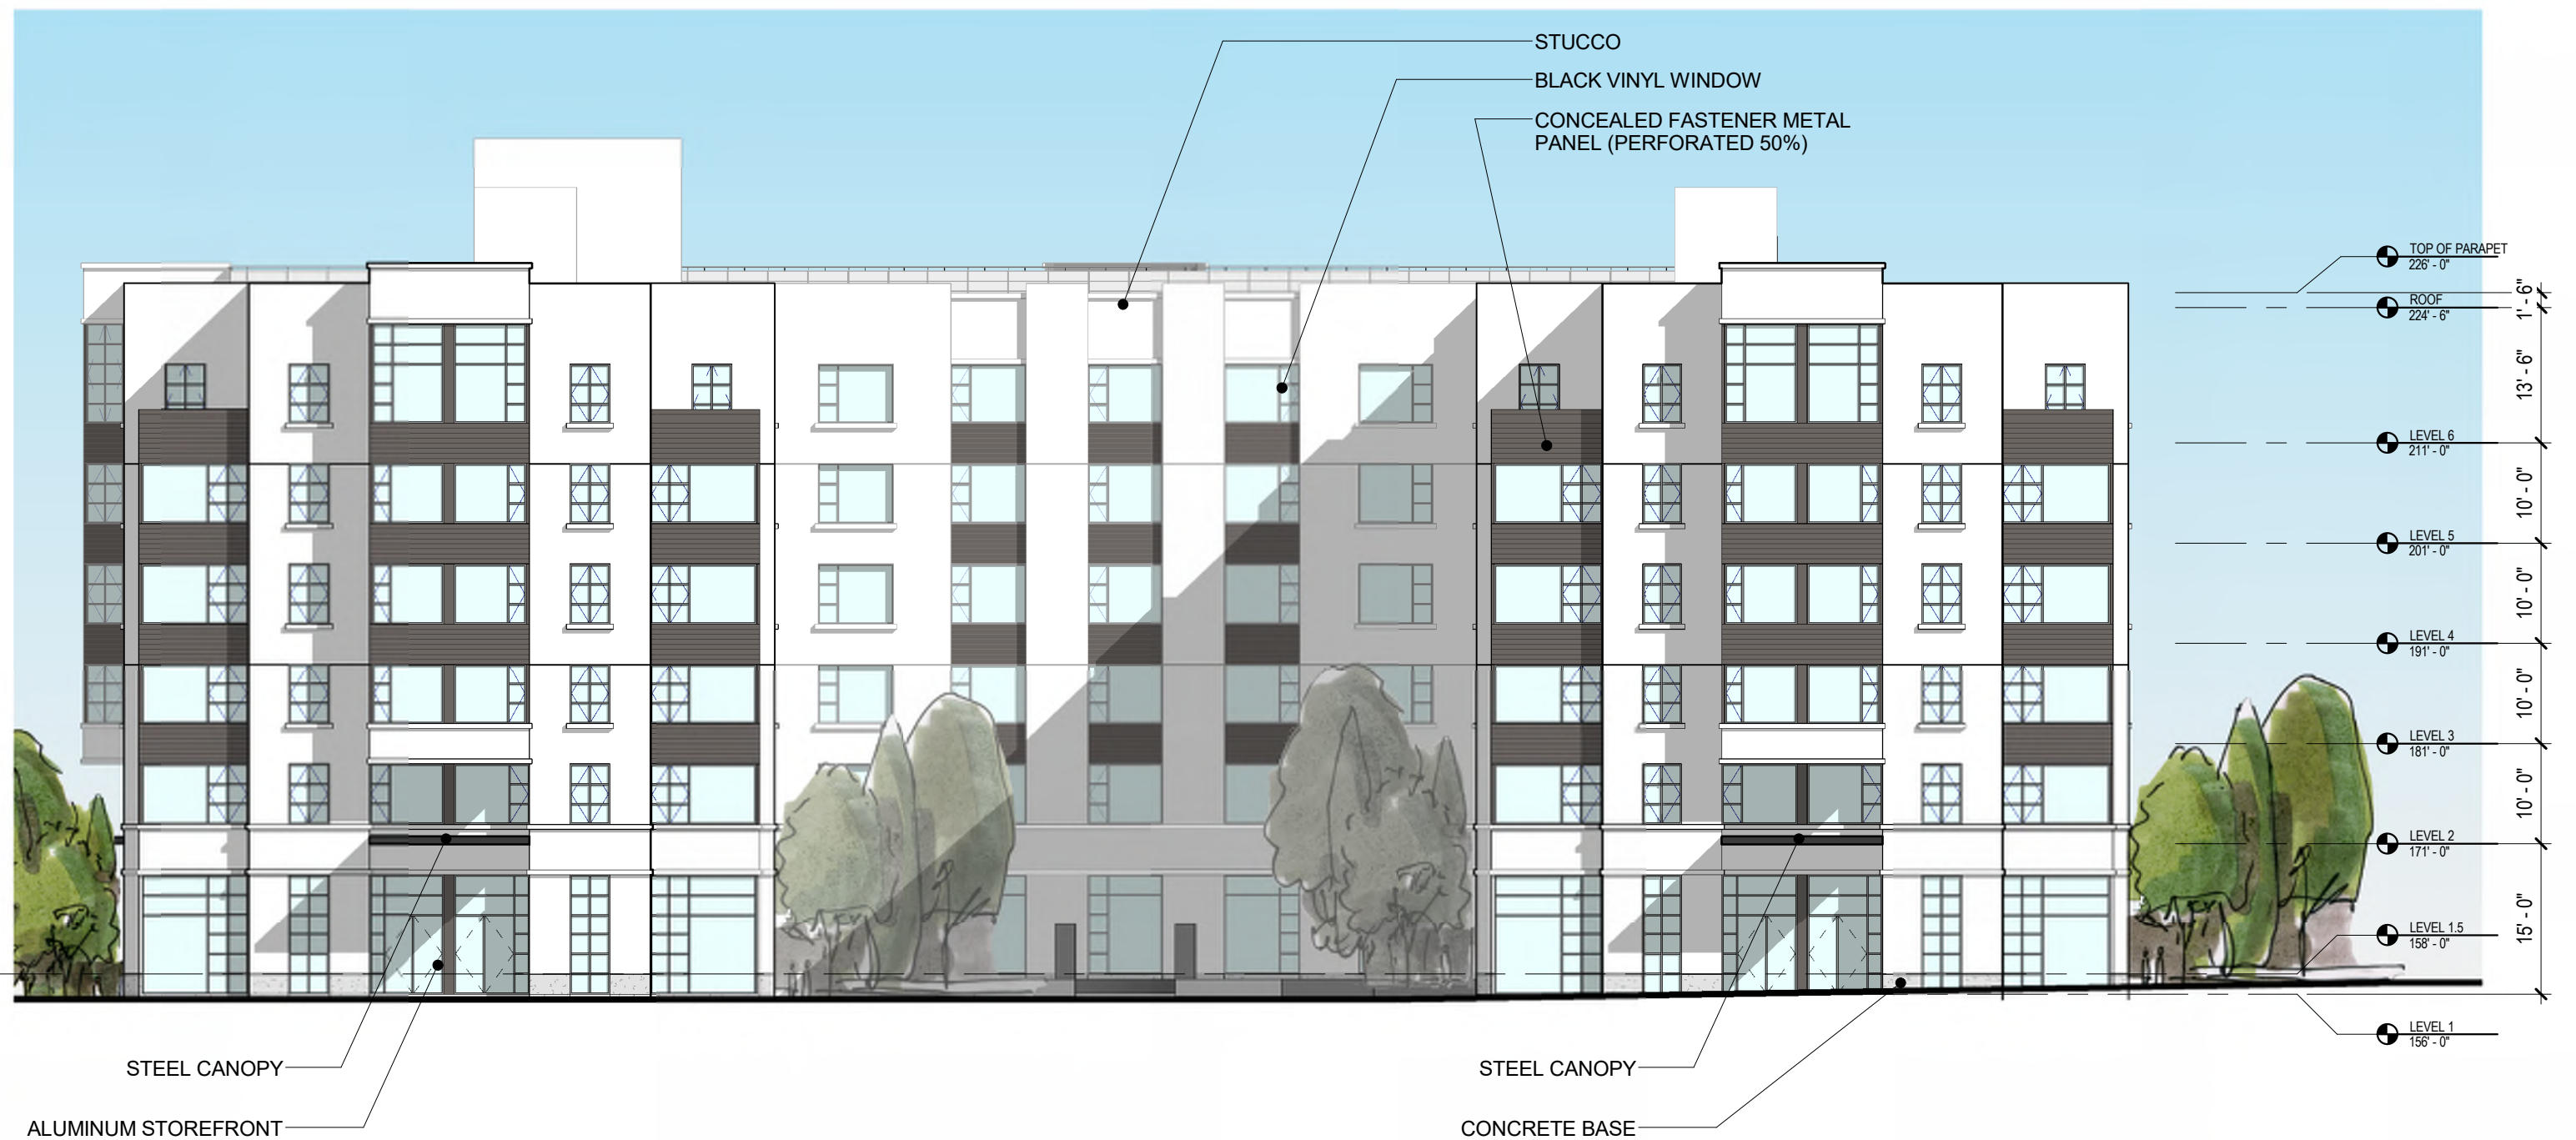 STUCCO
BLACK VINYL WINDOW
CONCEALED FASTENER METAL
PANEL (PERFORATED 50%)
TOP OF PARAPET
226' - 0"
1' - 6"
ROOF
224' - 6"
13' - 6"
LEVEL 6
211' - 0"
10' - 0"
LEVEL 5
201' - 0"
10' - 0"
LEVEL 4
191' - 0"
10' - 0"
LEVEL 3
181' - 0"
10' - 0"
LEVEL 2
171' - 0"
15' - 0"
LEVEL 1.5
158' - 0"
LEVEL 1
156' - 0"
STEEL CANOPY
STEEL CANOPY
ALUMINUM STOREFRONT
CONCRETE BASE